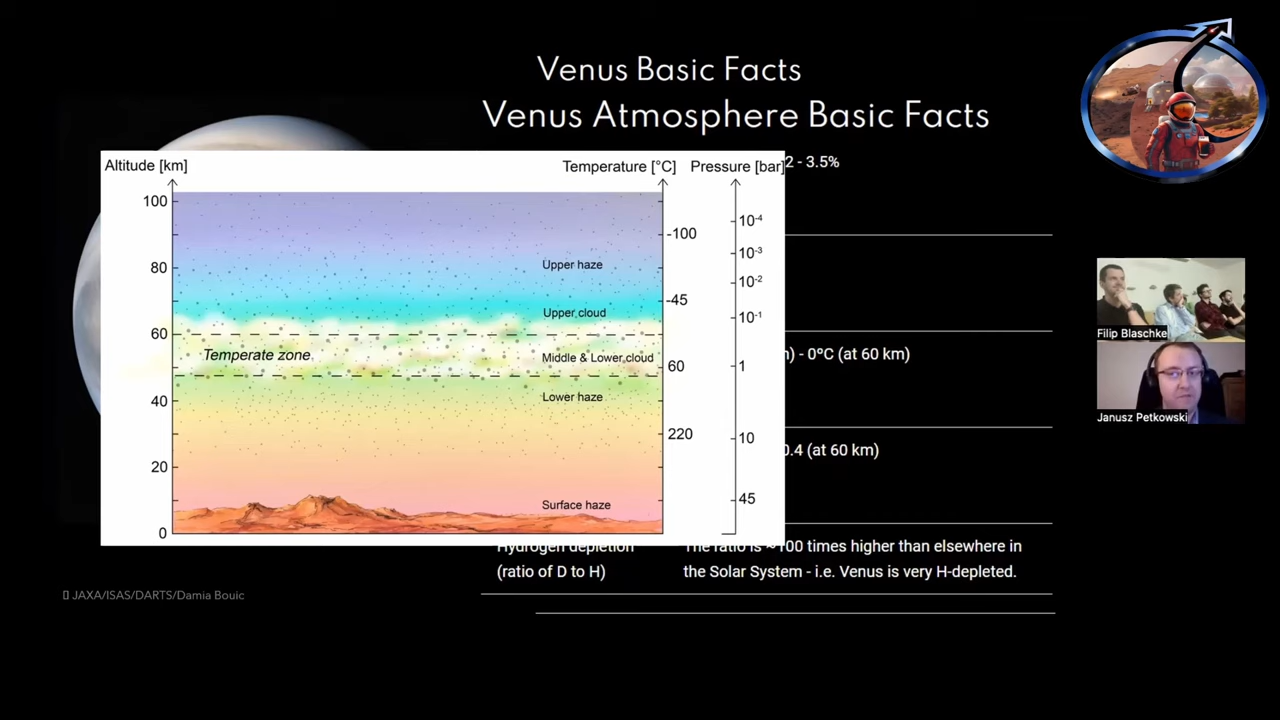 Venus Basic Facts
Venus Atmosphere Basic Facts
2 - 3.5%
Altitude [km]
Temperature [°C]
Pressure [bar]
100
80
60
40
20
0
-100
-45
60
220
10-4
10-3
10-2
10-1
1
10
45
Upper haze
Upper cloud
Temperate zone
Middle & Lower cloud
Lower haze
Surface haze
) - 0ºC (at 60 km)
0.4 (at 60 km)
Hydrogen depletion
(ratio of D to H)
The ratio is ~100 times higher than elsewhere in
the Solar System - i.e. Venus is very H-depleted.
JAXA/ISAS/DARTS/Damia Bouic
Filip Blaschke
Janusz Petkowski